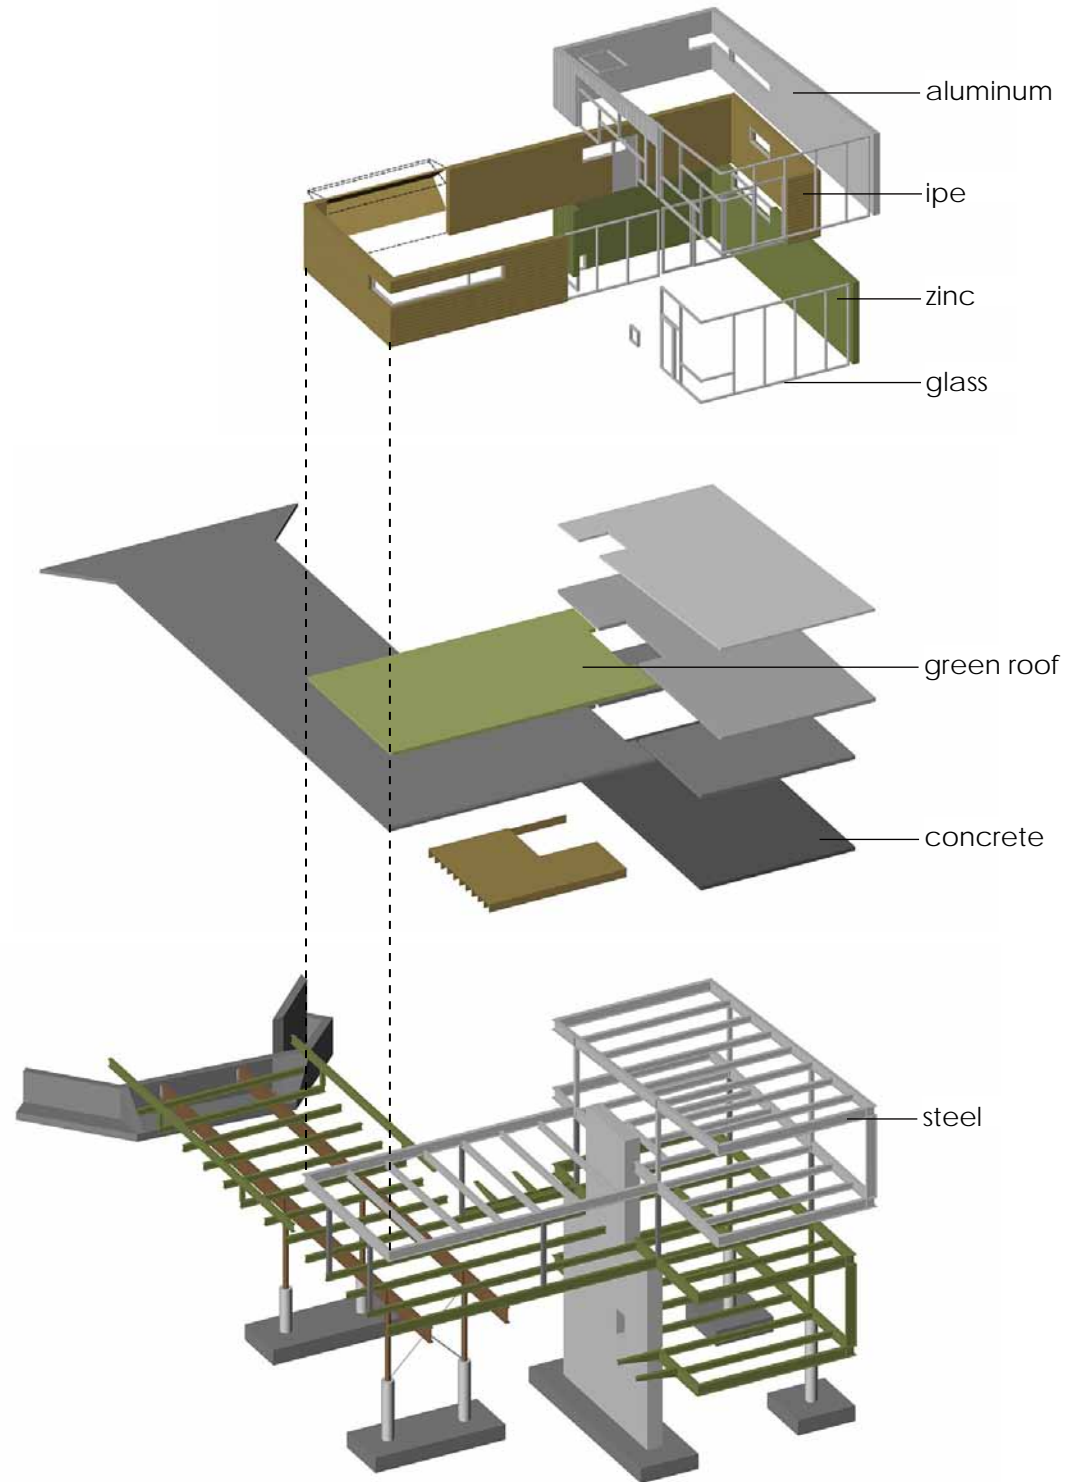 aluminum
ipe
zinc
glass
green roof
concrete
steel